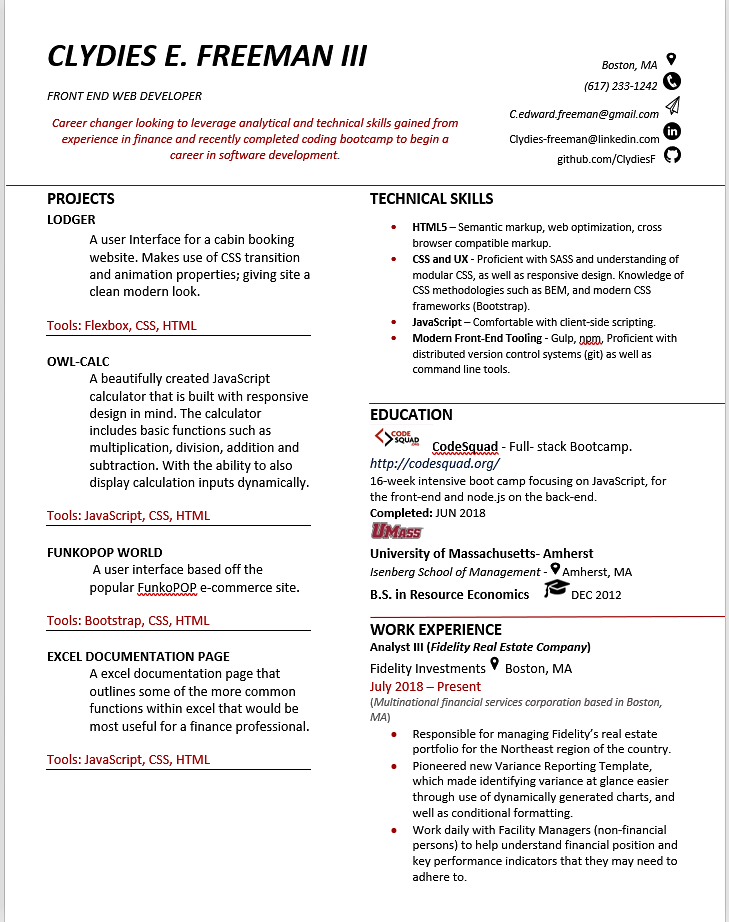 CLYDIES E. FREEMAN III
FRONT END WEB DEVELOPER
Career changer looking to leverage analytical and technical skills gained from
experience in finance and recently completed coding bootcamp to begin a
career in software development.
Boston, MA
(617) 233-1242
C.edward.freeman@gmail.com
Clydies-freeman@linkedin.com
in
github.com/ClydiesF
PROJECTS
LODGER
A user Interface for a cabin booking
website. Makes use of CSS transition
and animation properties; giving site a
clean modern look.
Tools: Flexbox, CSS, HTML
OWL-CALC
A beautifully created JavaScript
calculator that is built with responsive
design in mind. The calculator
includes basic functions such as
multiplication, division, addition and
subtraction. With the ability to also
display calculation inputs dynamically.
Tools: JavaScript, CSS, HTML
FUNKOPOP WORLD
A user interface based off the
popular FunkoPOP e-commerce site.
Tools: Bootstrap, CSS, HTML
EXCEL DOCUMENTATION PAGE
A excel documentation page that
outlines some of the more common
functions within excel that would be
most useful for a finance professional.
Tools: JavaScript, CSS, HTML
TECHNICAL SKILLS
• HTML5 – Semantic markup, web optimization, cross
browser compatible markup.
• CSS and UX - Proficient with SASS and understanding of
modular CSS, as well as responsive design. Knowledge of
CSS methodologies such as BEM, and modern CSS
frameworks (Bootstrap).
• JavaScript – Comfortable with client-side scripting.
• Modern Front-End Tooling - Gulp, npm, Proficient with
distributed version control systems (git) as well as
command line tools.
EDUCATION
CODE
SQUAD
.ORG
CodeSquad - Full- stack Bootcamp.
http://codesquad.org/
16-week intensive boot camp focusing on JavaScript, for
the front-end and node.js on the back-end.
Completed: JUN 2018
UMASS
University of Massachusetts- Amherst
Isenberg School of Management - Amherst, MA
B.S. in Resource Economics DEC 2012
WORK EXPERIENCE
Analyst III (Fidelity Real Estate Company)
Fidelity Investments Boston, MA
July 2018 – Present
(Multinational financial services corporation based in Boston,
MA)
• Responsible for managing Fidelity's real estate
portfolio for the Northeast region of the country.
• Pioneered new Variance Reporting Template,
which made identifying variance at glance easier
through use of dynamically generated charts, and
well as conditional formatting.
• Work daily with Facility Managers (non-financial
persons) to help understand financial position and
key performance indicators that they may need to
adhere to.